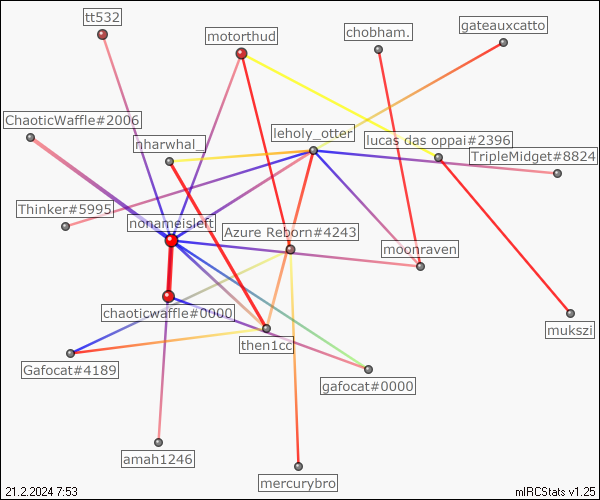 tt532
motorthud
chobham.
gateauxcatto
ChaoticWaffle#2006
nharwhal_
leholy_otter
lucas das oppai#2396
TripleMidget#8824
Thinker#5995
nonameisleft
Azure Reborn#4243
moonraven
chaoticwaffle#0000
mukszi
then1cc
Gafocat#4189
gafocat#0000
amah1246
mercurybro
21.2.2024 7:53
mIRCStats v1.25